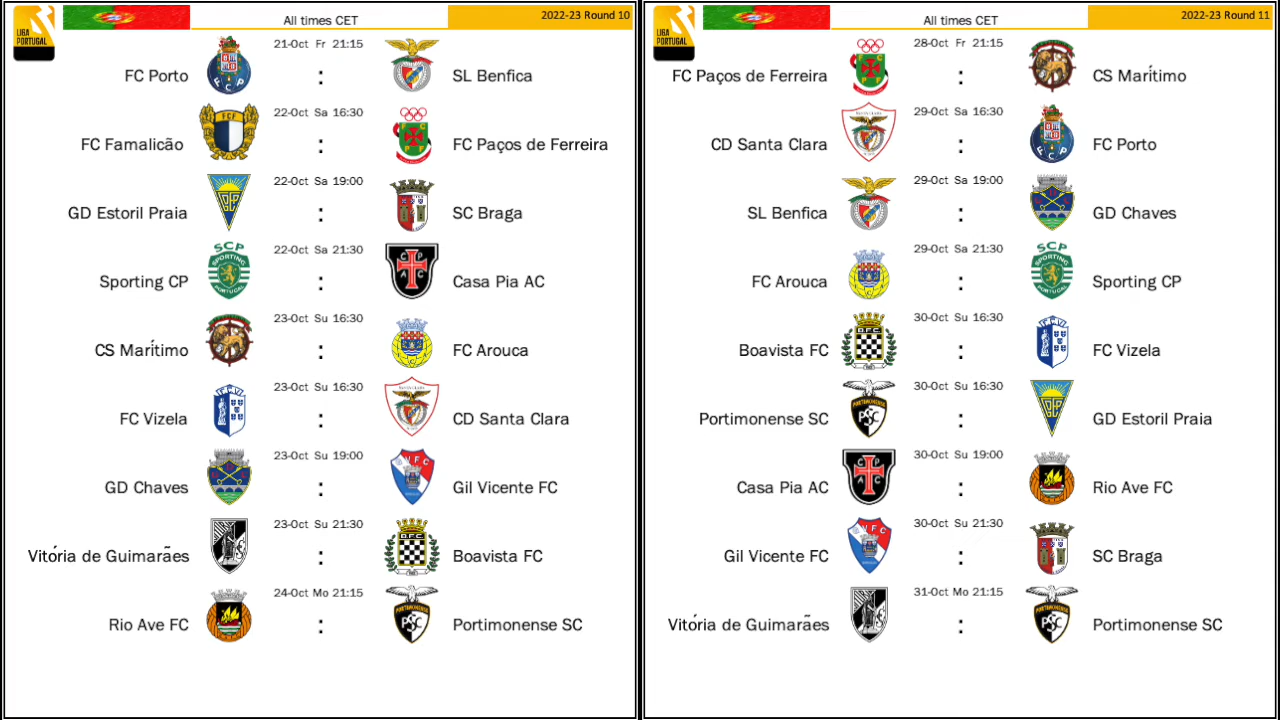 LIGA
PORTUGAL
All times CET
2022-23 Round 10
21-Oct Fr 21:15
FC Porto : SL Benfica
22-Oct Sa 16:30
FC Famalicão : FC Paços de Ferreira
22-Oct Sa 19:00
GD Estoril Praia : SC Braga
22-Oct Sa 21:30
Sporting CP : Casa Pia AC
23-Oct Su 16:30
CS Marítimo : FC Arouca
23-Oct Su 16:30
FC Vizela : CD Santa Clara
23-Oct Su 19:00
GD Chaves : Gil Vicente FC
23-Oct Su 21:30
Vitória de Guimarães : Boavista FC
24-Oct Mo 21:15
Rio Ave FC : Portimonense SC
LIGA
PORTUGAL
All times CET
2022-23 Round 11
28-Oct Fr 21:15
FC Paços de Ferreira : CS Marítimo
29-Oct Sa 16:30
CD Santa Clara : FC Porto
29-Oct Sa 19:00
SL Benfica : GD Chaves
29-Oct Sa 21:30
FC Arouca : Sporting CP
30-Oct Su 16:30
Boavista FC : FC Vizela
30-Oct Su 16:30
Portimonense SC : GD Estoril Praia
30-Oct Su 19:00
Casa Pia AC : Rio Ave FC
30-Oct Su 21:30
Gil Vicente FC : SC Braga
31-Oct Mo 21:15
Vitória de Guimarães : Portimonense SC